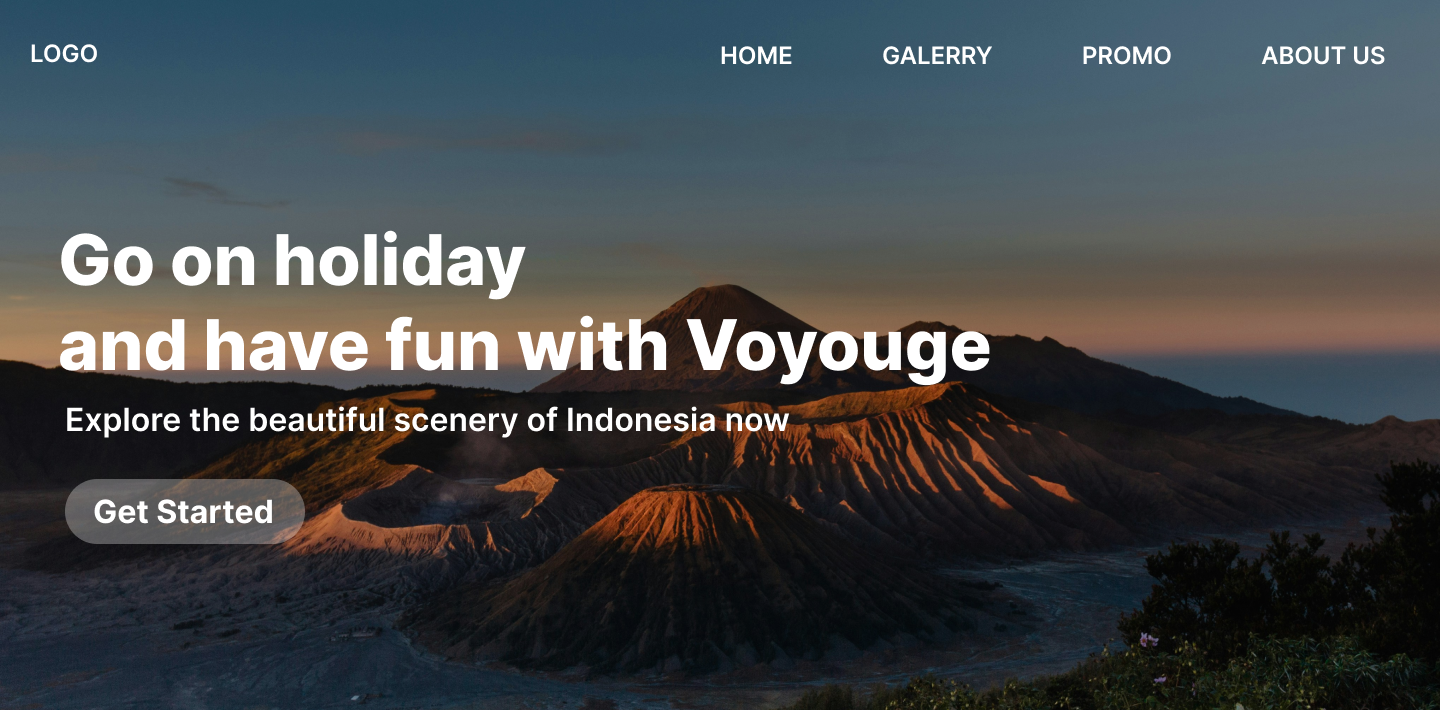 LOGO
HOME GALERRY PROMO ABOUT US
Go on holiday
and have fun with Voyouge
Explore the beautiful scenery of Indonesia now
Get Started